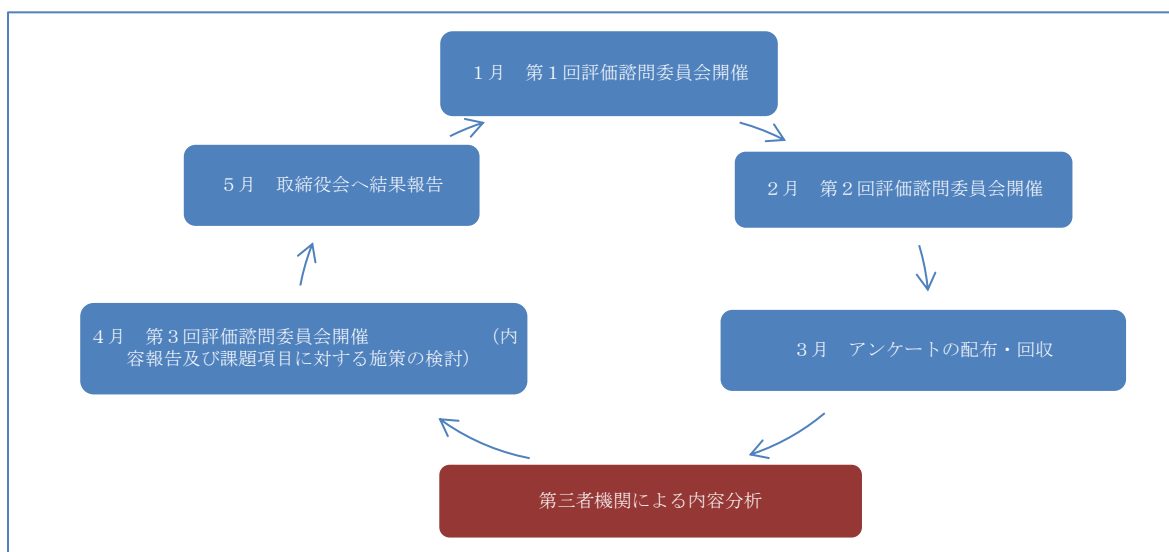 １月　第１回評価諮問委員会開催
２月　第２回評価諮問委員会開催
３月　アンケートの配布・回収
第三者機関による内容分析
４月　第３回評価諮問委員会開催　　　　　　　（内
容報告及び課題項目に対する施策の検討）
５月　取締役会へ結果報告